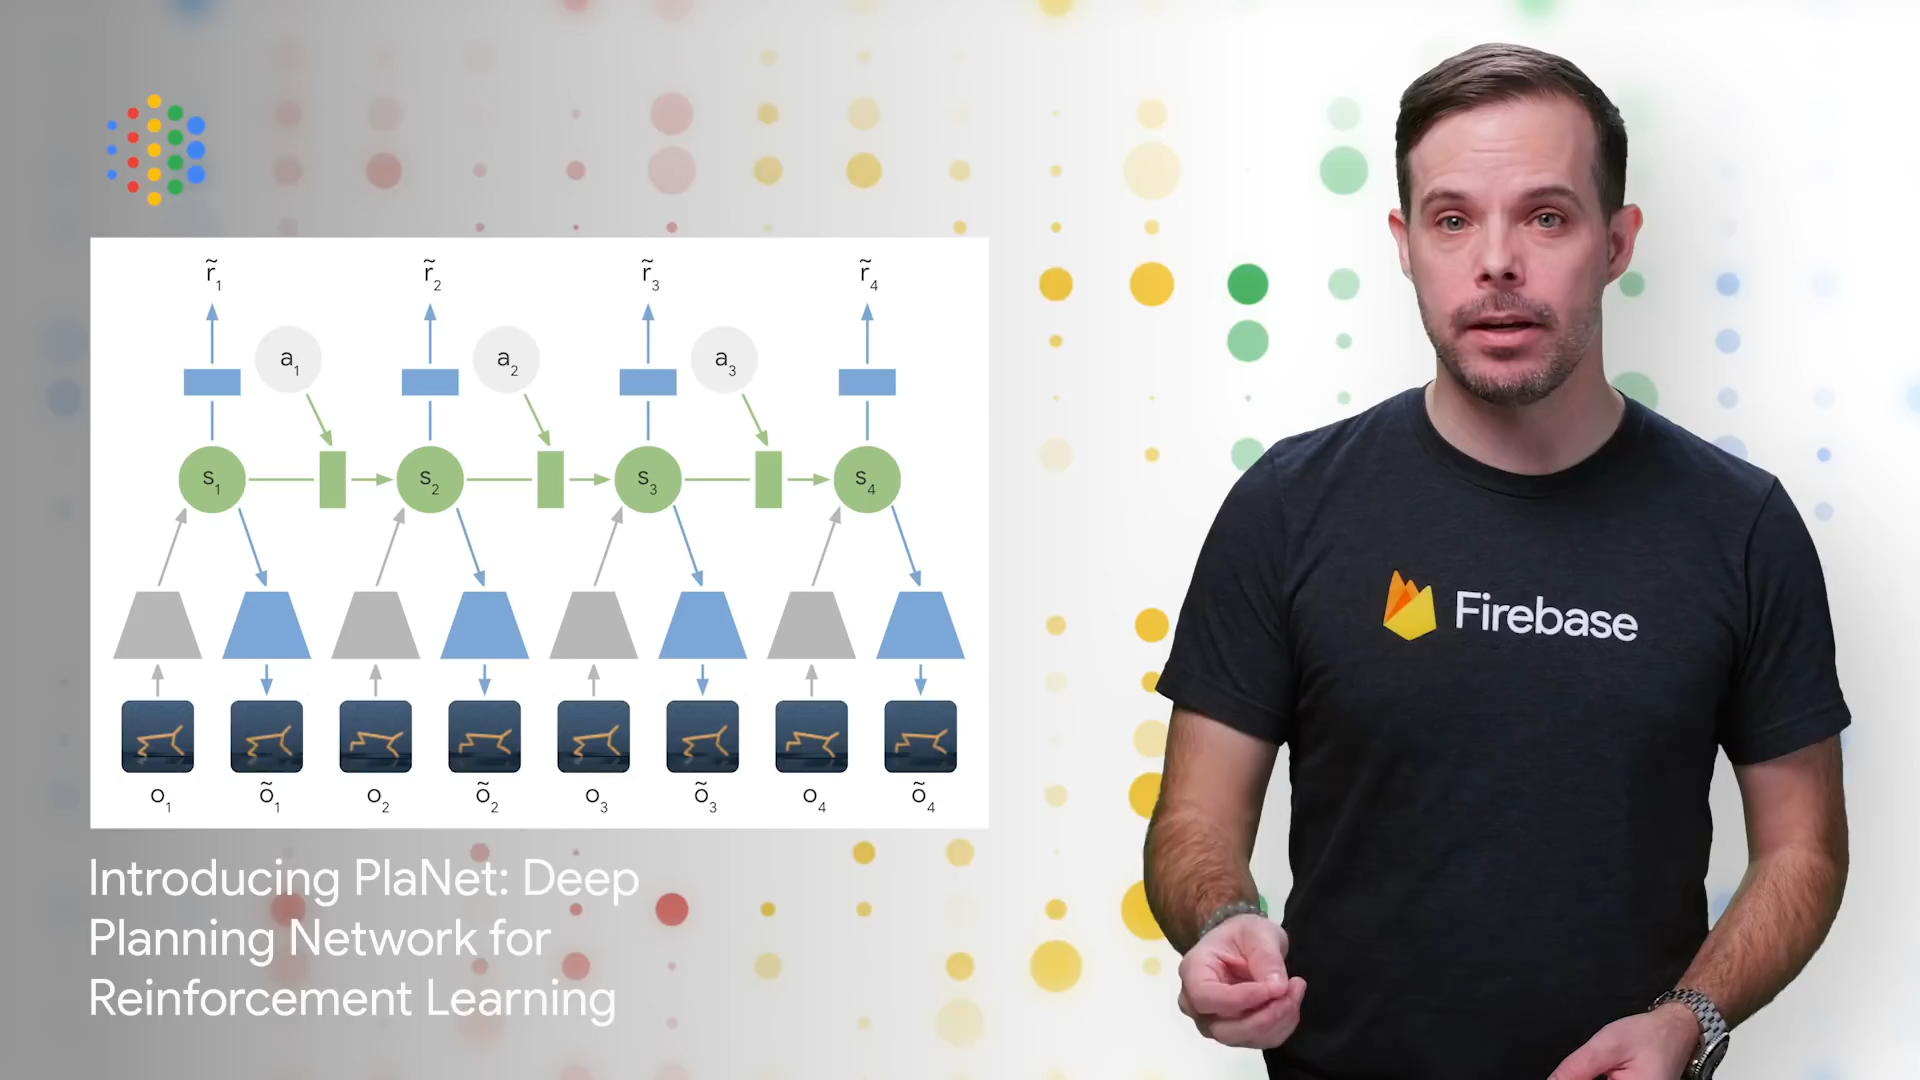 r̃₁ r̃₂ r̃₃ r̃₄
a₁ a₂ a₃
s₁ s₂ s₃ s₄
o₁ õ₁ o₂ õ₂ o₃ õ₃ o₄ õ₄
Introducing PlaNet: Deep
Planning Network for
Reinforcement Learning
Firebase